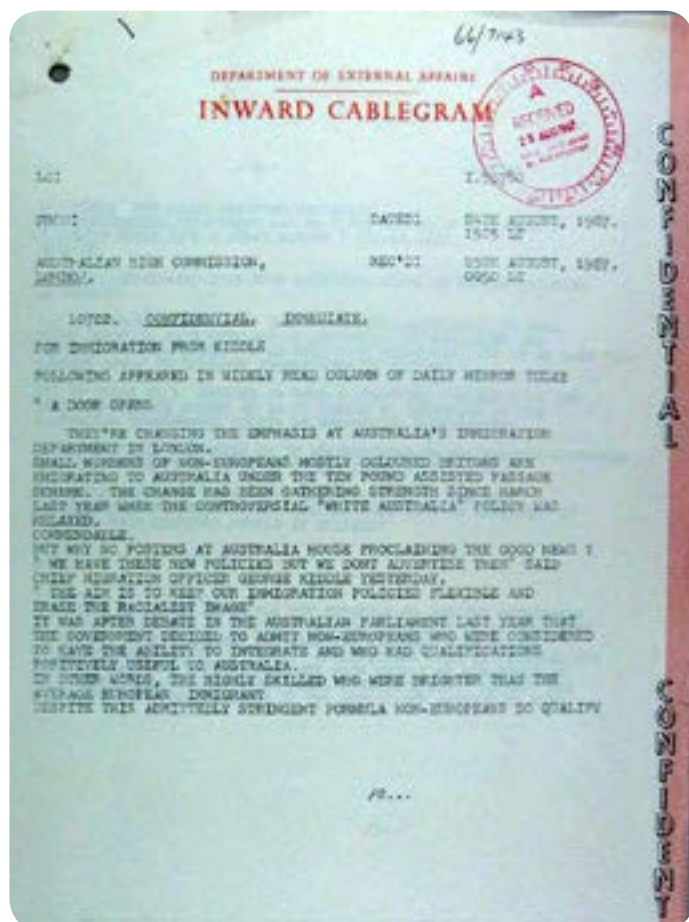 66/7143
DEPARTMENT OF EXTERNAL AFFAIRS
INWARD CABLEGRAM
A
RECEIVED
FROM: DATED: 24TH AUGUST, 1967.
1505 LT
AUSTRALIAN HIGH COMMISSION, REC'D: 25TH AUGUST, 1967.
LONDON. 0950 LT
CONFIDENTIAL. IMMEDIATE.
FOR IMMIGRATION FROM KIDDLE
FOLLOWING APPEARED IN WIDELY READ COLUMN OF DAILY MIRROR TODAY
" A DOOR OPENS
THEY'RE CHANGING THE EMPHASIS AT AUSTRALIA'S IMMIGRATION
DEPARTMENT IN LONDON.
SMALL NUMBERS OF NON-EUROPEANS MOSTLY COLOURED BRITONS ARE
EMIGRATING TO AUSTRALIA UNDER THE TEN POUND ASSISTED PASSAGE
SCHEME. THE CHANGE HAS BEEN GATHERING STRENGTH SINCE MARCH
LAST YEAR WHEN THE CONTROVERSIAL "WHITE AUSTRALIA" POLICY WAS
RELAXED.
COMMENDABLE.
BUT WHY NO POSTERS AT AUSTRALIA HOUSE PROCLAIMING THE GOOD NEWS ?
" WE HAVE THESE NEW POLICIES BUT WE DONT ADVERTISE THEM" SAID
CHIEF MIGRATION OFFICER GEORGE KIDDLE YESTERDAY.
" THE AIM IS TO KEEP OUR IMMIGRATION POLICIES FLEXIBLE AND
ERASE THE RACIALIST IMAGE"
IT WAS AFTER DEBATE IN THE AUSTRALIAN PARLIAMENT LAST YEAR THAT
THE GOVERNMENT DECIDED TO ADMIT NON-EUROPEANS WHO WERE CONSIDERED
TO HAVE THE ABILITY TO INTEGRATE AND WHO HAD QUALIFICATIONS
POSITIVELY USEFUL TO AUSTRALIA.
IN OTHER WORDS, THE HIGHLY SKILLED WHO WERE BRIGHTER THAN THE
AVERAGE EUROPEAN IMMIGRANT
DESPITE THIS ADMITTEDLY STRINGENT FORMULA NON-EUROPEANS DO QUALIFY
CONFIDENTIAL
CONFIDENT